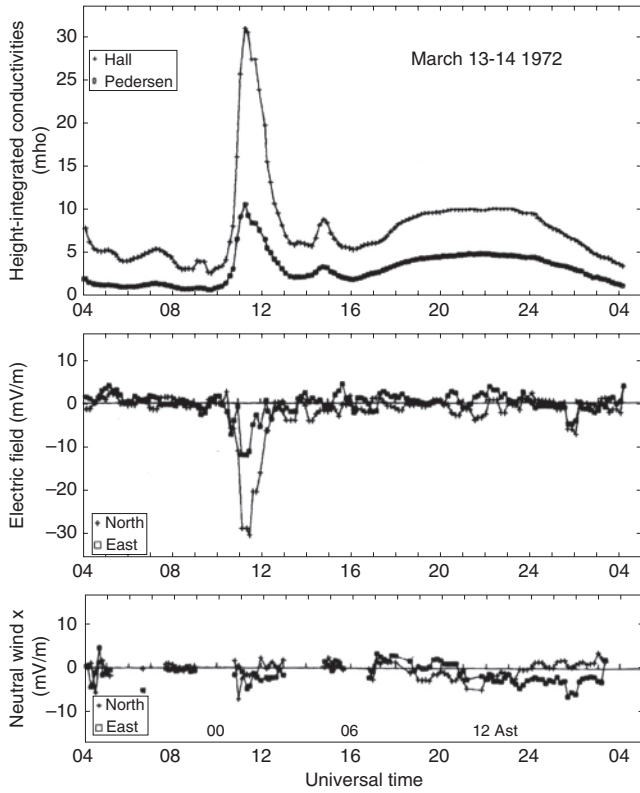 Height-integrated conductivities
(mho)
30
25
20
15
10
5
0
Hall
Pedersen
March 13-14 1972
04 08 12 16 20 24 04
Electric field (mV/m)
10
0
–10
–20
–30
North
East
04 08 12 16 20 24 04
Neutral wind x
(mV/m)
10
0
–10
North
East
00 06 12 Ast
04 08 12 16 20 24 04
Universal time